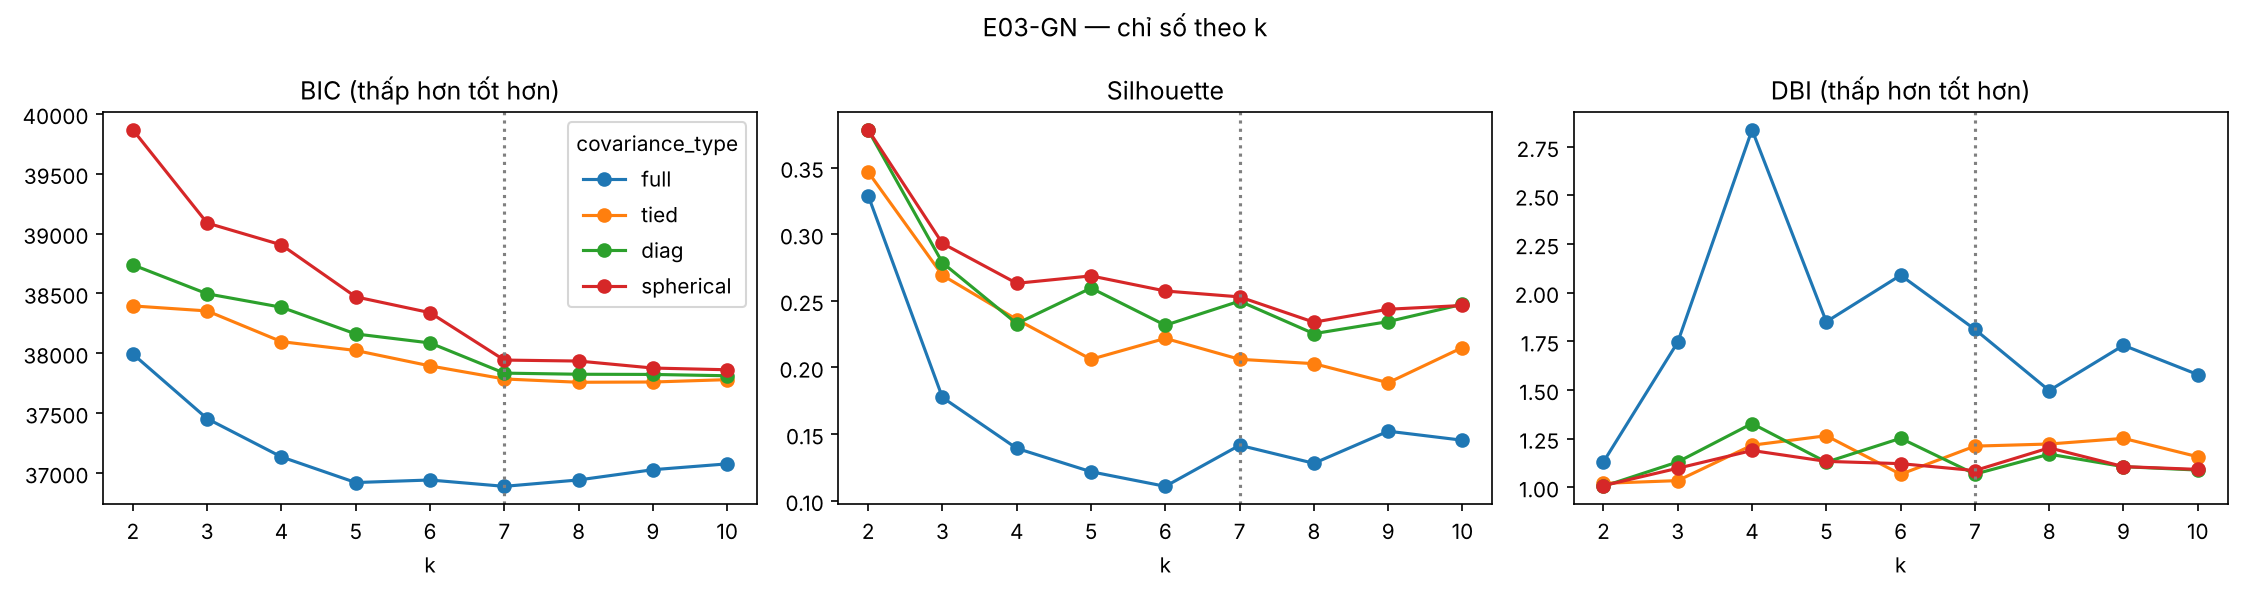 E03-GN — chỉ số theo k
BIC (thấp hơn tốt hơn)
40000
39500
39000
38500
38000
37500
37000
covariance_type
full
tied
diag
spherical
2 3 4 5 6 7 8 9 10
k
Silhouette
0.35
0.30
0.25
0.20
0.15
0.10
2 3 4 5 6 7 8 9 10
k
DBI (thấp hơn tốt hơn)
2.75
2.50
2.25
2.00
1.75
1.50
1.25
1.00
2 3 4 5 6 7 8 9 10
k